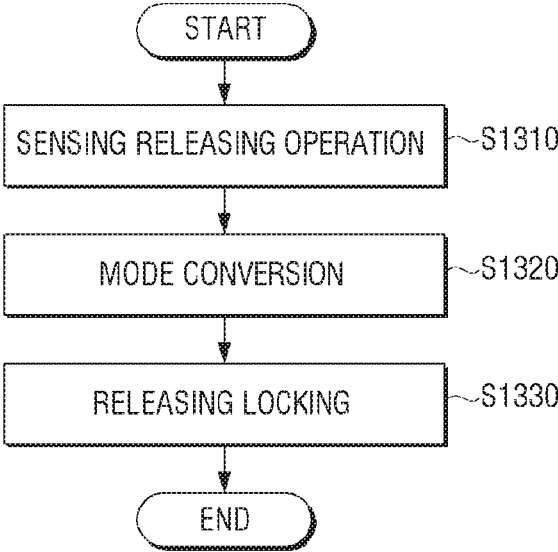 START
SENSING RELEASING OPERATION
S1310
MODE CONVERSION
S1320
RELEASING LOCKING
S1330
END